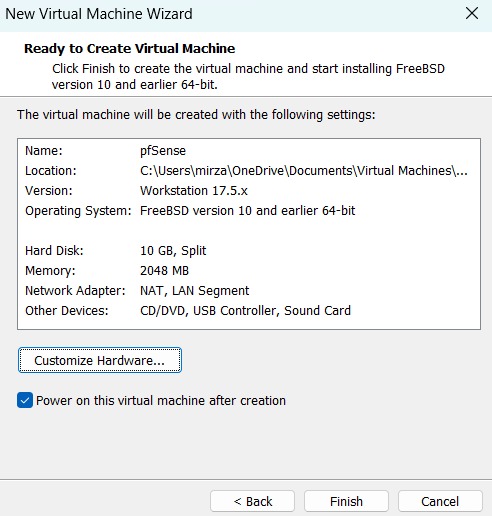 New Virtual Machine Wizard
Ready to Create Virtual Machine
Click Finish to create the virtual machine and start installing FreeBSD
version 10 and earlier 64-bit.
The virtual machine will be created with the following settings:
Name: pfSense
Location: C:\Users\mirza\OneDrive\Documents\Virtual Machines\...
Version: Workstation 17.5.x
Operating System: FreeBSD version 10 and earlier 64-bit
Hard Disk: 10 GB, Split
Memory: 2048 MB
Network Adapter: NAT, LAN Segment
Other Devices: CD/DVD, USB Controller, Sound Card
Customize Hardware...
Power on this virtual machine after creation
< Back Finish Cancel